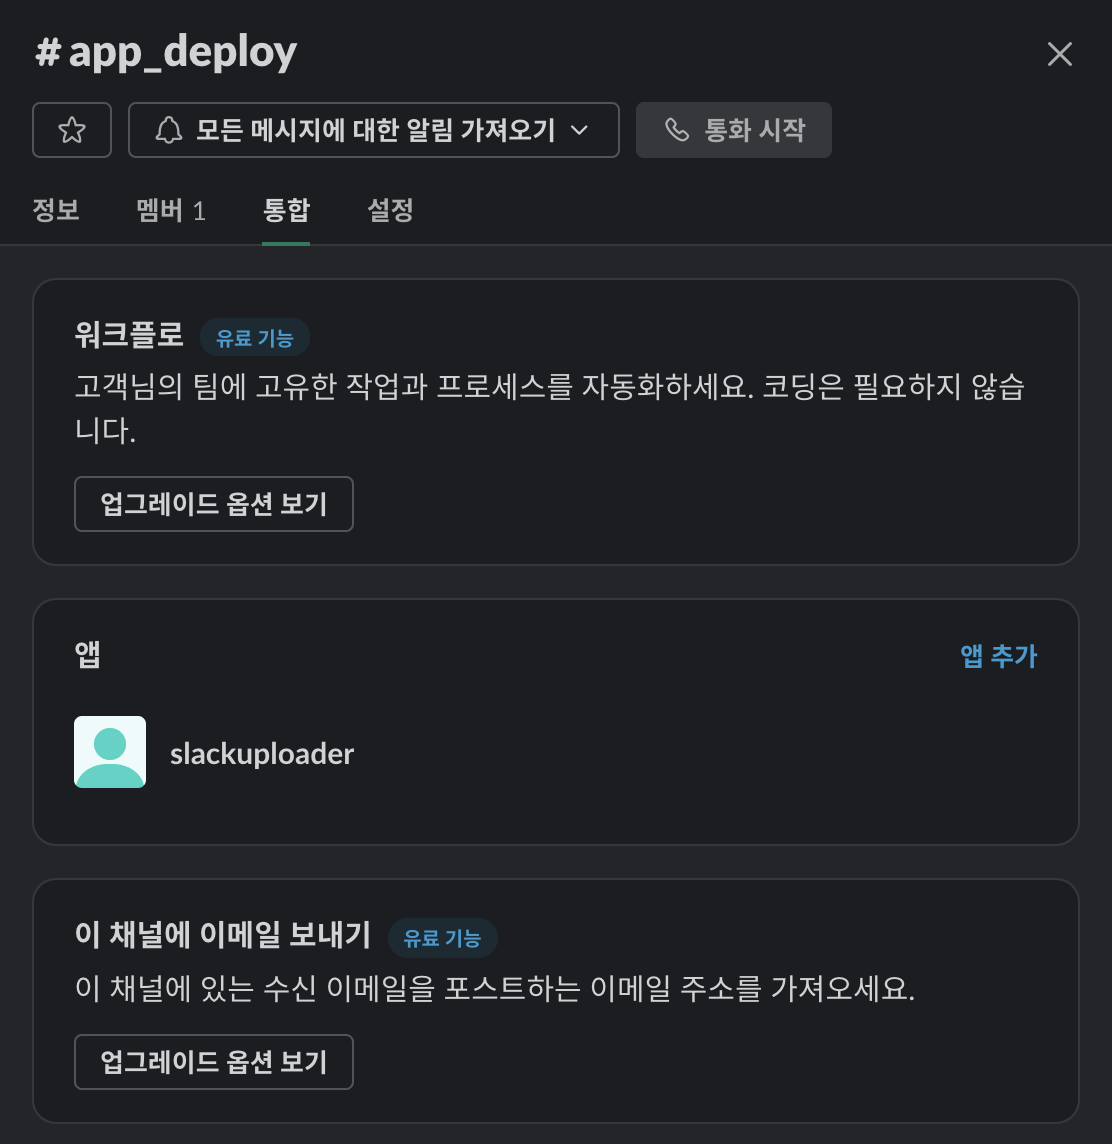 # app_deploy
모든 메시지에 대한 알림 가져오기
통화 시작
정보 멤버 1 통합 설정
워크플로 유료 기능
고객님의 팀에 고유한 작업과 프로세스를 자동화하세요. 코딩은 필요하지 않습
니다.
업그레이드 옵션 보기
앱 앱 추가
slackuploader
이 채널에 이메일 보내기 유료 기능
이 채널에 있는 수신 이메일을 포스트하는 이메일 주소를 가져오세요.
업그레이드 옵션 보기